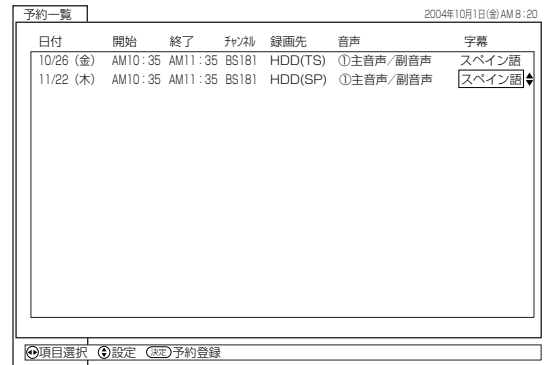 予約一覧 2004年10月1日(金)AM 8:20
日付 開始 終了 ﾁｬﾝﾈﾙ 録画先 音声 字幕
10/26 (金) AM10:35 AM11:35 BS181 HDD(TS) ①主音声/副音声 スペイン語
11/22 (木) AM10:35 AM11:35 BS181 HDD(SP) ①主音声/副音声 スペイン語
項目選択 設定 決定 予約登録